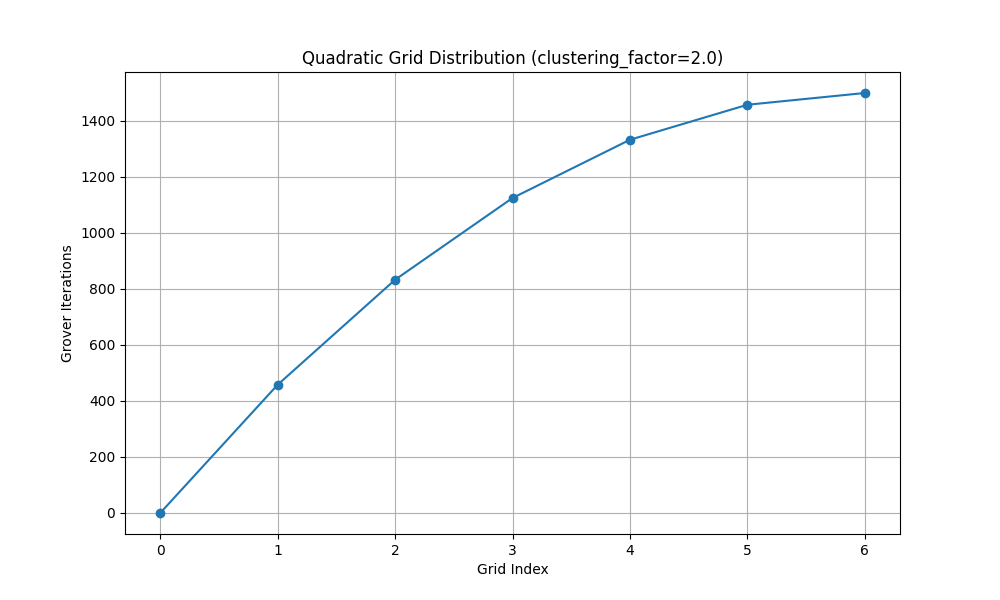 Quadratic Grid Distribution (clustering_factor=2.0)
Grover Iterations
1400
1200
1000
800
600
400
200
0
0 1 2 3 4 5 6
Grid Index